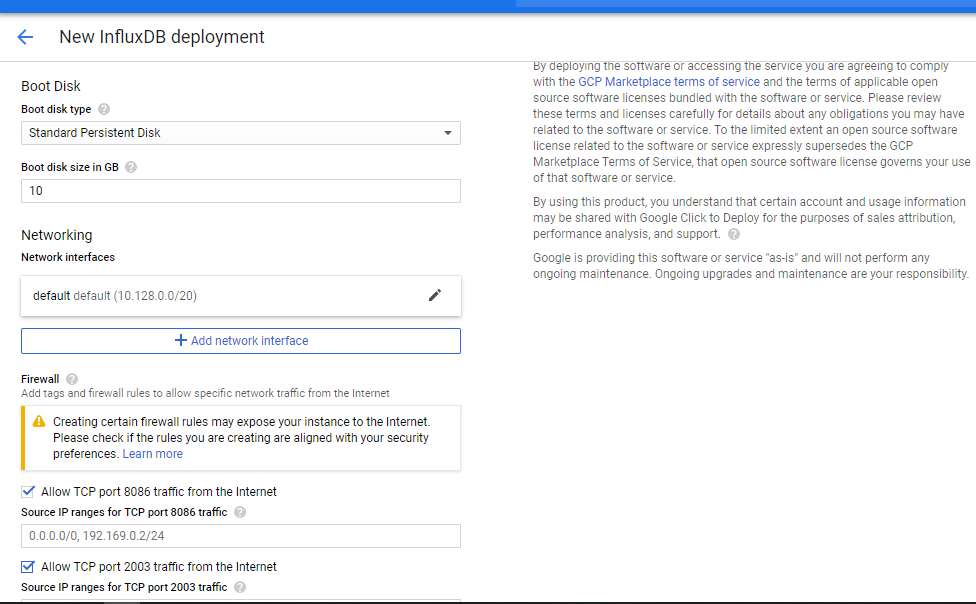 New InfluxDB deployment
Boot Disk
Boot disk type
Standard Persistent Disk
Boot disk size in GB
10
Networking
Network interfaces
default default (10.128.0.0/20)
Add network interface
Firewall
Add tags and firewall rules to allow specific network traffic from the Internet
Creating certain firewall rules may expose your instance to the Internet.
Please check if the rules you are creating are aligned with your security
preferences. Learn more
Allow TCP port 8086 traffic from the Internet
Source IP ranges for TCP port 8086 traffic
0.0.0.0/0, 192.169.0.2/24
Allow TCP port 2003 traffic from the Internet
Source IP ranges for TCP port 2003 traffic
By deploying the software or accessing the service you are agreeing to comply
with the GCP Marketplace terms of service and the terms of applicable open
source software licenses bundled with the software or service. Please review
these terms and licenses carefully for details about any obligations you may have
related to the software or service. To the limited extent an open source software
license related to the software or service expressly supersedes the GCP
Marketplace Terms of Service, that open source software license governs your use
of that software or service.
By using this product, you understand that certain account and usage information
may be shared with Google Click to Deploy for the purposes of sales attribution,
performance analysis, and support.
Google is providing this software or service "as-is" and will not perform any
ongoing maintenance. Ongoing upgrades and maintenance are your responsibility.